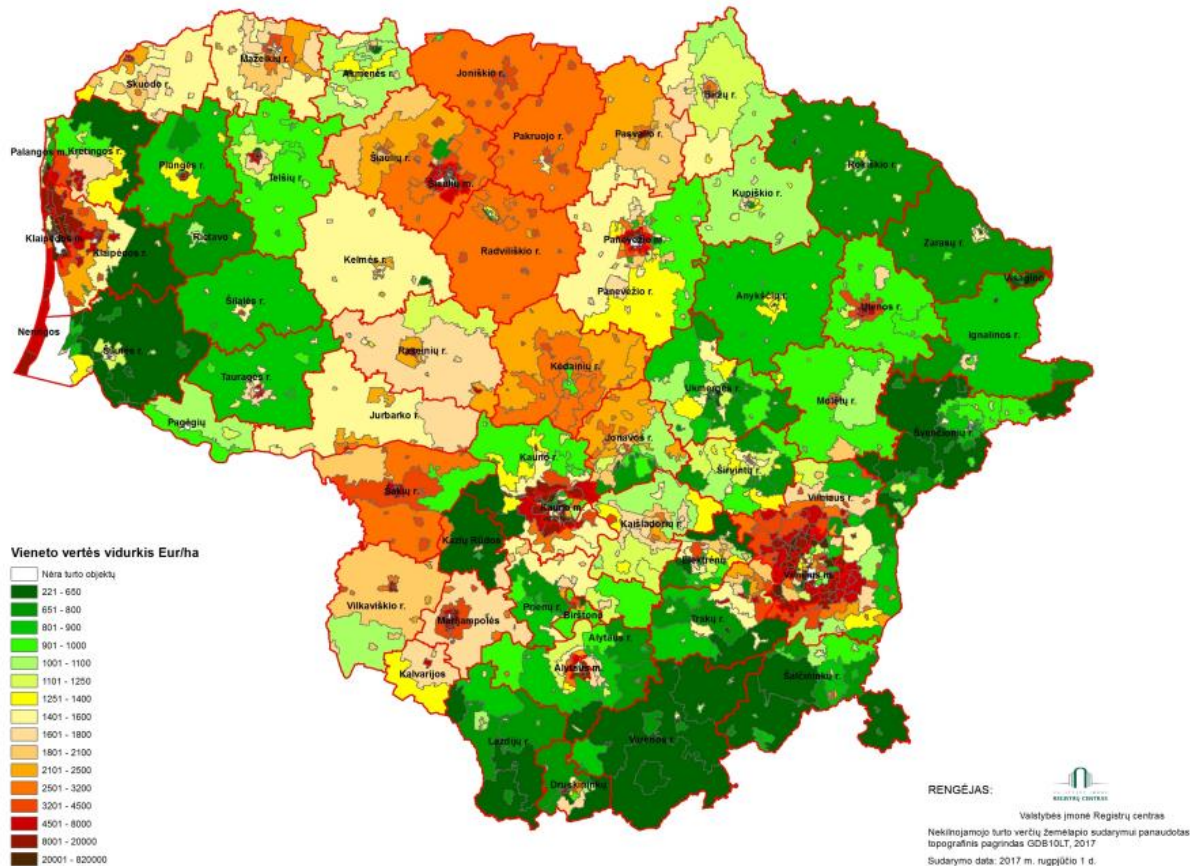 Skuodo r.
Mažeikių r.
Akmenės r.
Joniškio r.
Biržų r.
Pakruojo r.
Pasvalio r.
Palangos m.
Kretingos r.
Plungės r.
Telšių r.
Šiaulių r.
Šiaulių m.
Rokiškio r.
Kupiškio r.
Klaipėdos m.
Klaipėdos r.
Rietavo
Kelmės r.
Radviliškio r.
Panevėžio m.
Panevėžio r.
Zarasų r.
Visagino
Anykščių r.
Utenos r.
Ignalinos r.
Neringos
Šilalės r.
Šilutės r.
Raseinių r.
Kėdainių r.
Tauragės r.
Ukmergės r.
Molėtų r.
Pagėgių
Jurbarko r.
Jonavos r.
Švenčionių r.
Kauno r.
Širvintų r.
Šakių r.
Kauno m.
Vilniaus r.
Kaišiadorių r.
Kazlų Rūdos
Elektrėnų
Vilniaus m.
Vilkaviškio r.
Marijampolės
Prienų r.
Birštono
Trakų r.
Alytaus r.
Alytaus m.
Kalvarijos
Šalčininkų r.
Lazdijų r.
Varėnos r.
Druskininkų
Vieneto vertės vidurkis Eur/ha
Nėra turto objektų
221 - 650
651 - 800
801 - 900
901 - 1000
1001 - 1100
1101 - 1250
1251 - 1400
1401 - 1600
1601 - 1800
1801 - 2100
2101 - 2500
2501 - 3200
3201 - 4500
4501 - 8000
8001 - 20000
20001 - 820000
RENGĖJAS:
VALSTYBĖS ĮMONĖ
REGISTRŲ CENTRAS
Valstybės įmonė Registrų centras
Nekilnojamojo turto verčių žemėlapio sudarymui panaudotas
topografinis pagrindas GDB10LT, 2017
Sudarymo data: 2017 m. rugpjūčio 1 d.